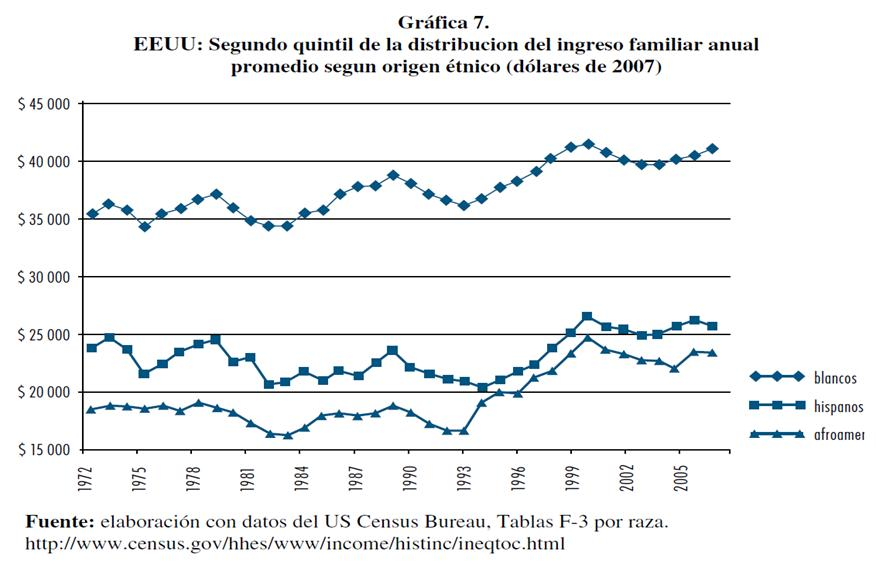 Gráfica 7.
EEUU: Segundo quintil de la distribucion del ingreso familiar anual
promedio segun origen étnico (dólares de 2007)
$ 45 000
$ 40 000
$ 35 000
$ 30 000
$ 25 000
$ 20 000
$ 15 000
1972
1975
1978
1981
1984
1987
1990
1993
1996
1999
2002
2005
blancos
hispanos
afroamer
Fuente: elaboración con datos del US Census Bureau, Tablas F-3 por raza.
http://www.census.gov/hhes/www/income/histinc/ineqtoc.html